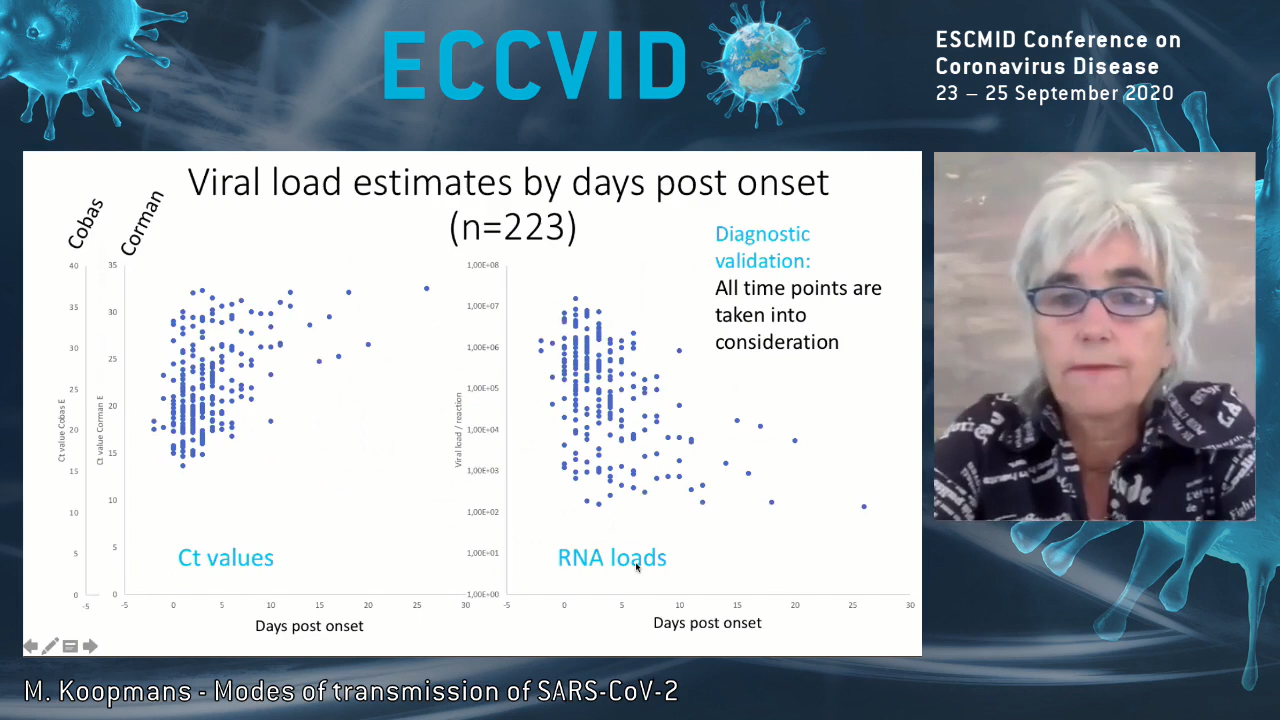 ECCVID
ESCMID Conference on
Coronavirus Disease
23 – 25 September 2020
Viral load estimates by days post onset
(n=223)
Cobas
Corman
Diagnostic
validation:
All time points are
taken into
consideration
40
35
30
25
20
15
10
5
0
-5
Ct value Cobas E
35
30
25
20
15
10
5
0
Ct value Corman E
-5
0
5
10
15
20
25
30
Ct values
Days post onset
1,00E+08
1,00E+07
1,00E+06
1,00E+05
1,00E+04
1,00E+03
1,00E+02
1,00E+01
1,00E+00
Viral load / reaction
-5
0
5
10
15
20
25
30
RNA loads
Days post onset
M. Koopmans - Modes of transmission of SARS-CoV-2